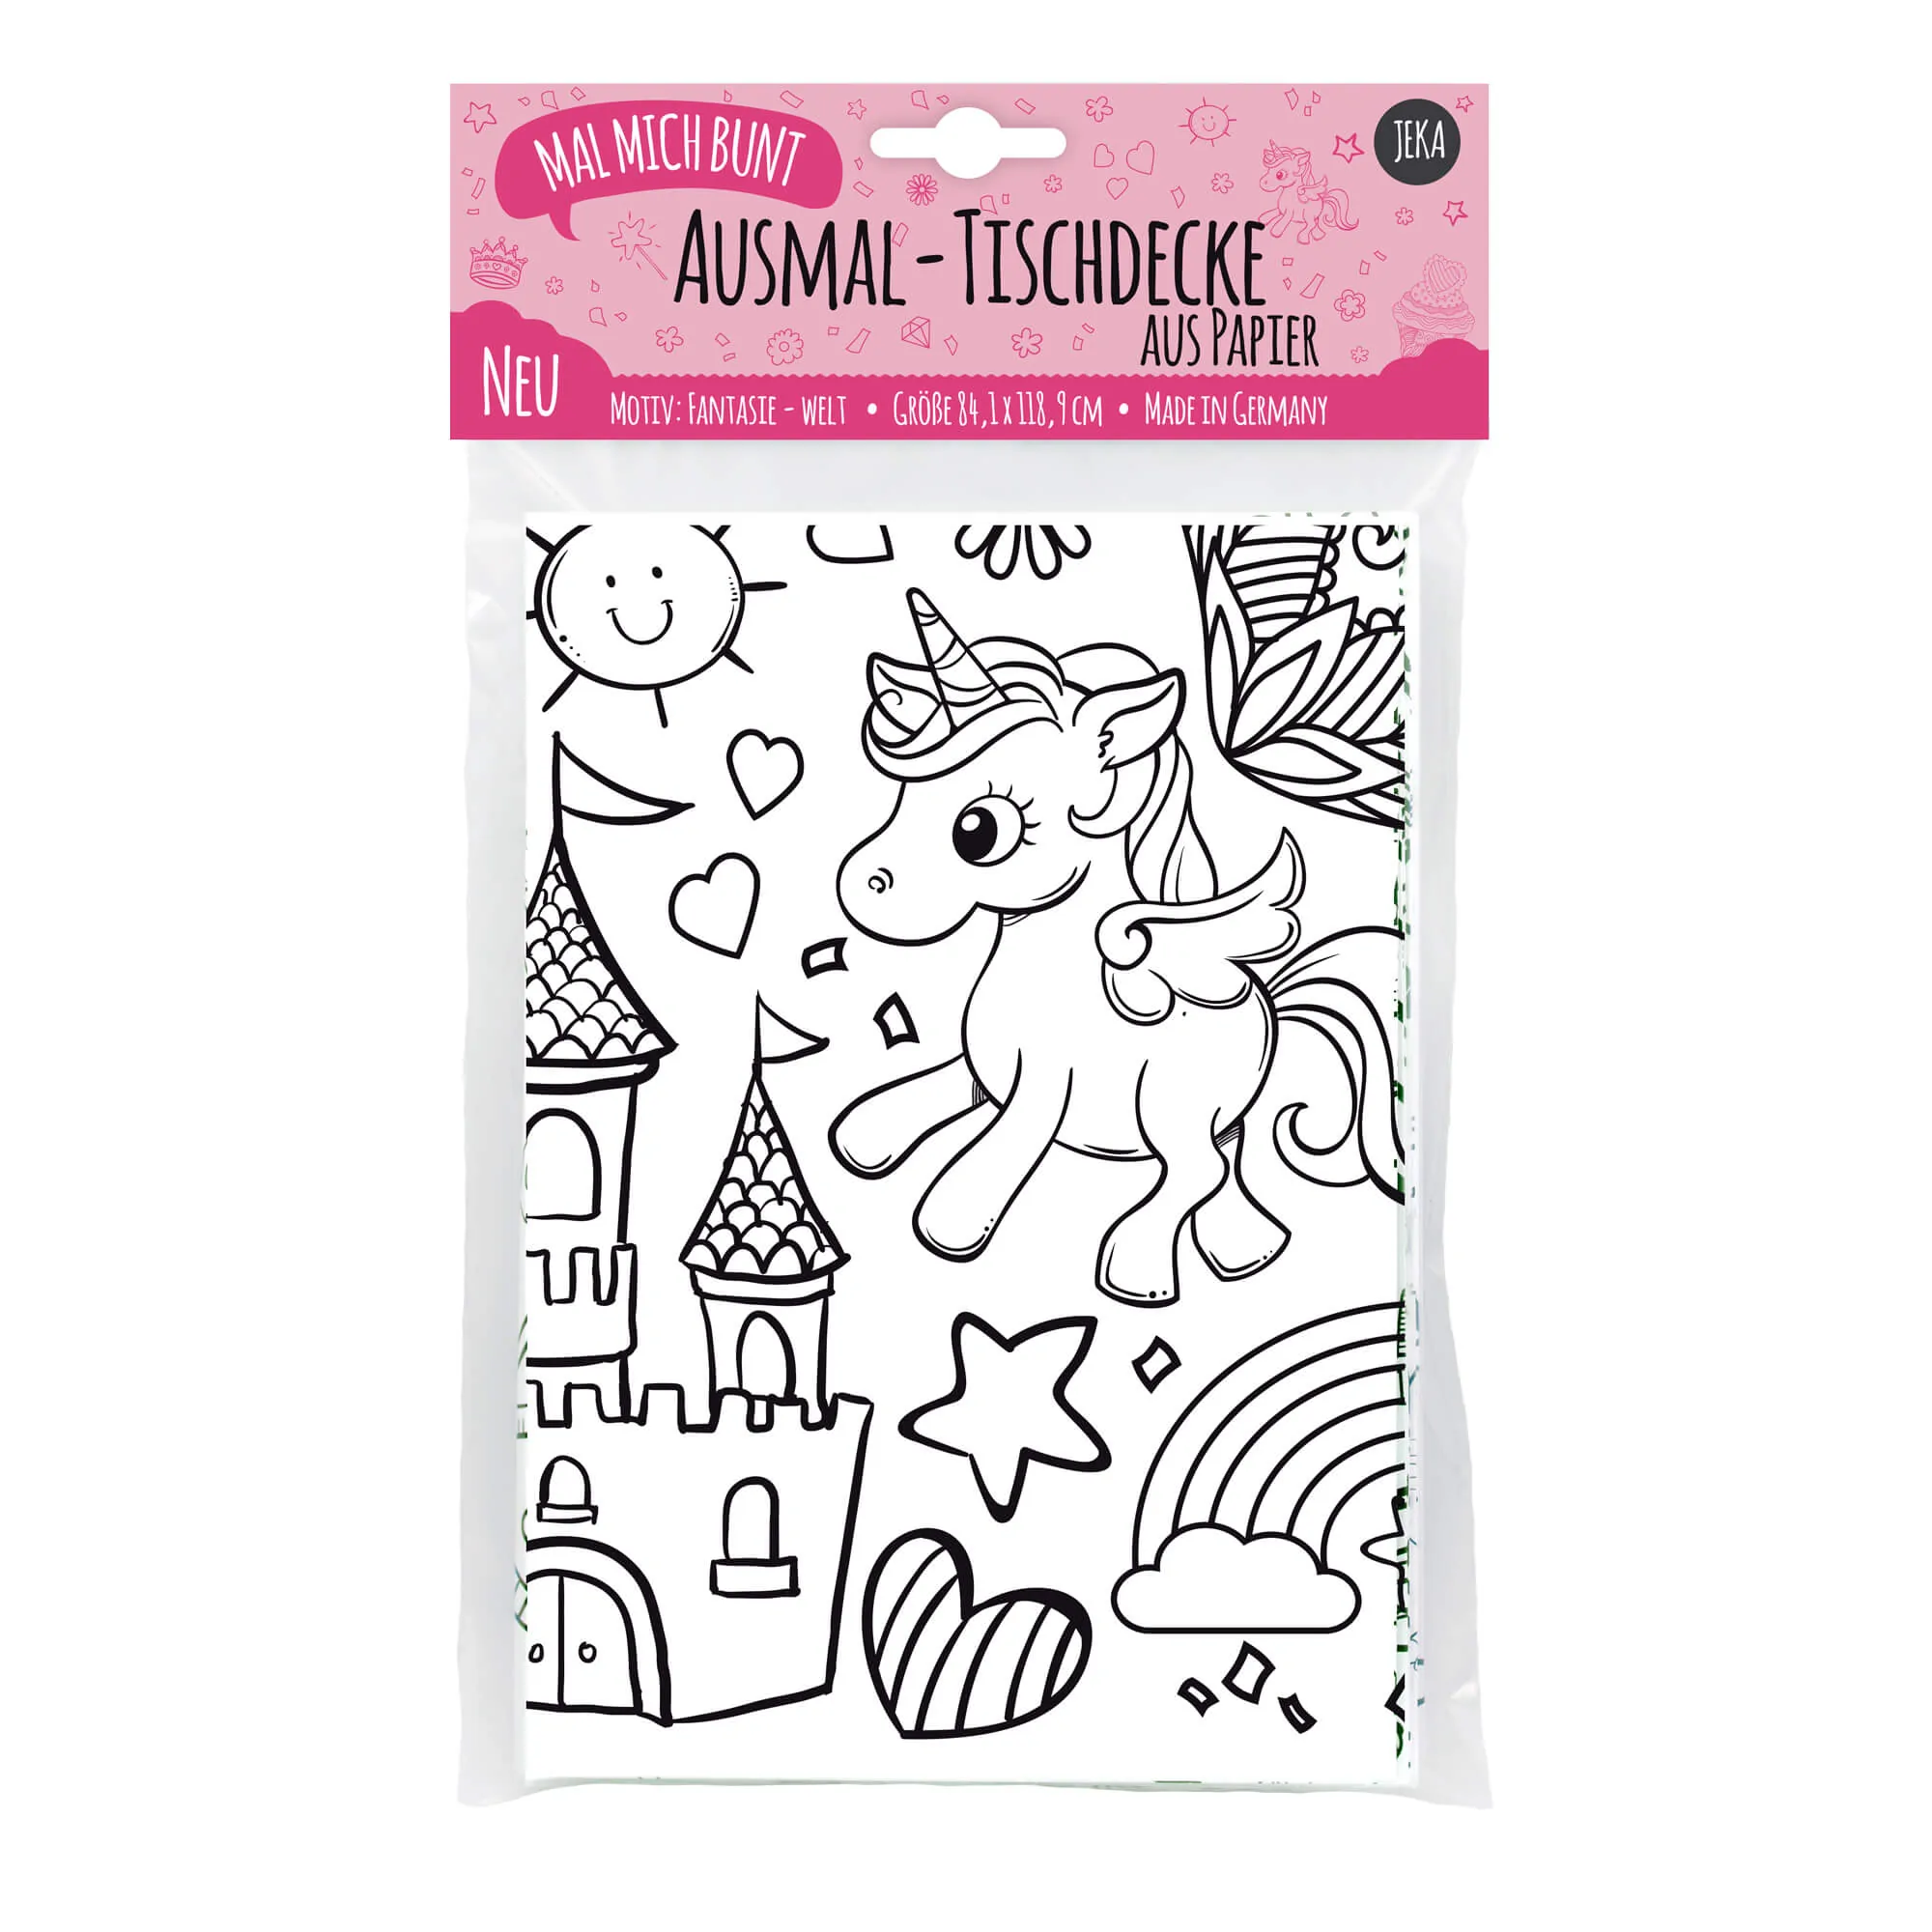 MAL MICH BUNT
JEKA
AUSMAL-TISCHDECKE
AUS PAPIER
NEU
MOTIV: FANTASIE - WELT • GRÖßE 84,1 x 118,9 CM • MADE IN GERMANY